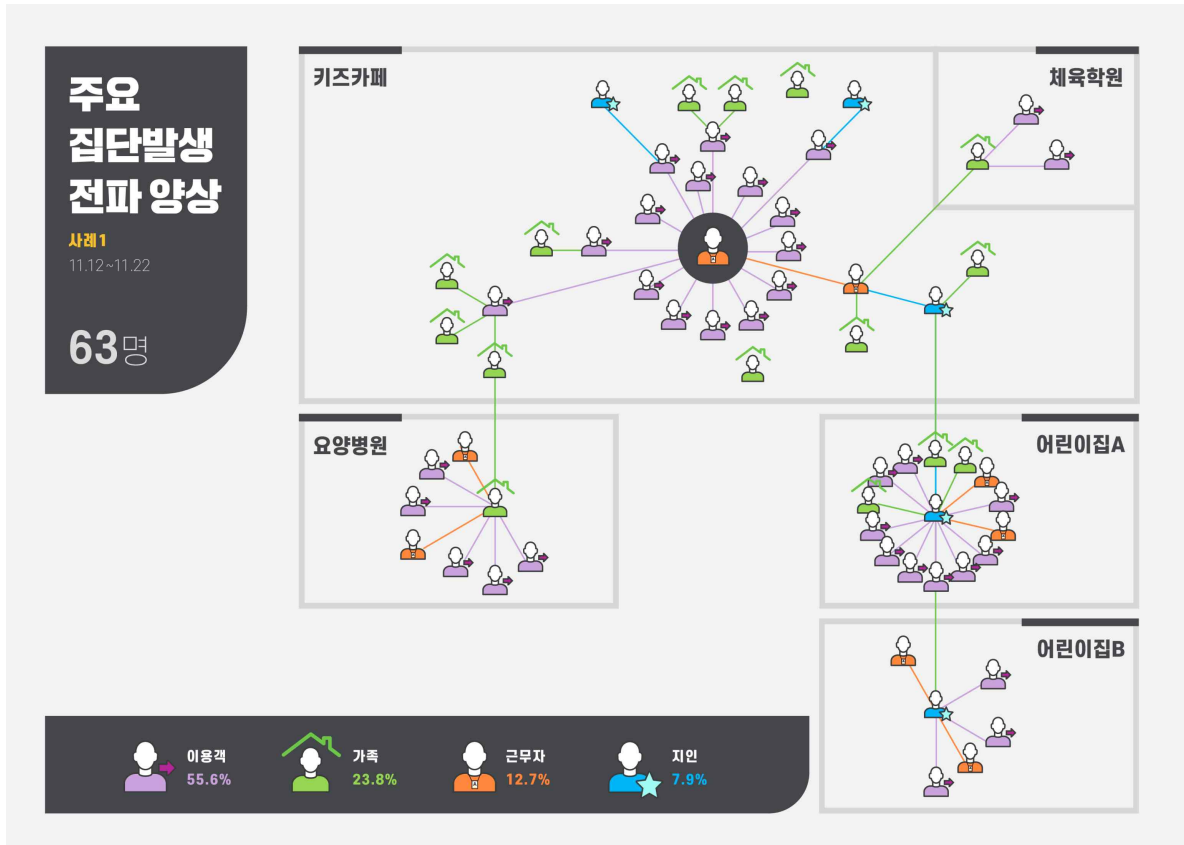 주요
집단발생
전파 양상
사례1
11.12~11.22
63명
키즈카페
체육학원
요양병원
어린이집A
어린이집B
이용객
55.6%
가족
23.8%
근무자
12.7%
지인
7.9%